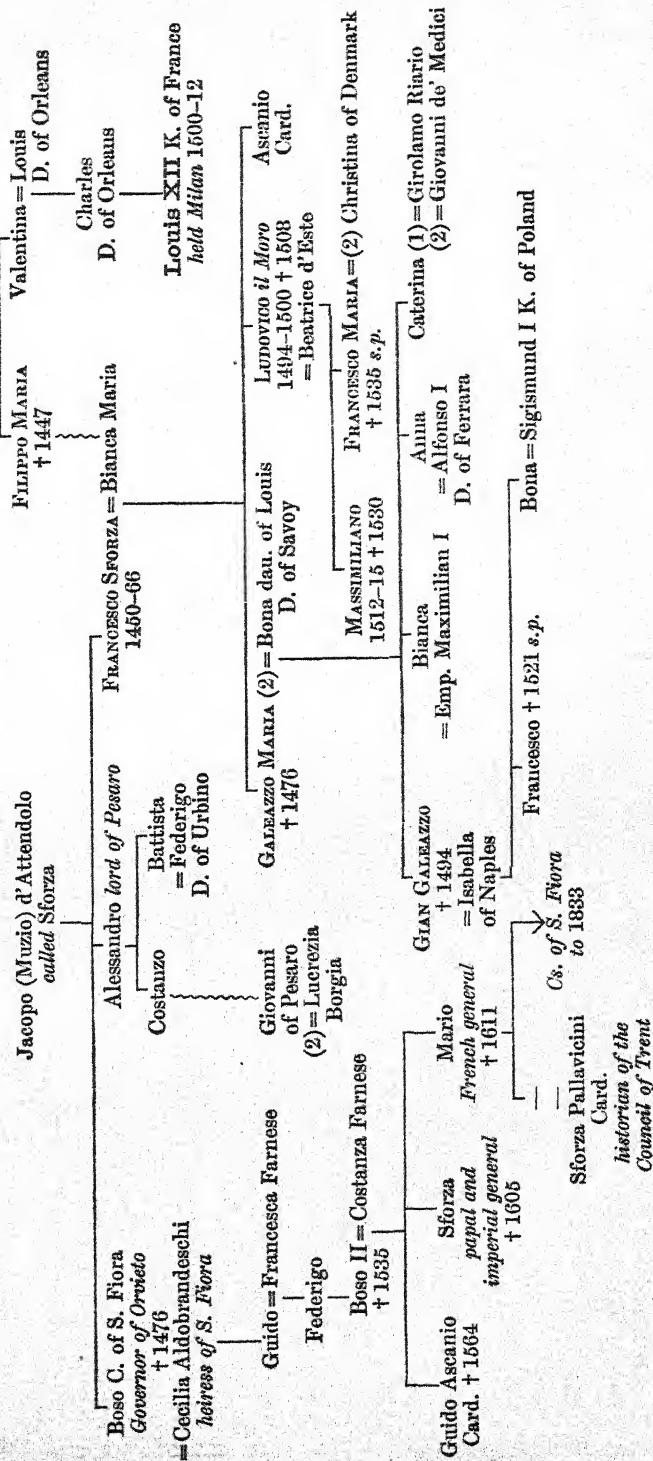 Valentina = Louis
D. of Orleans
FILIPPO MARIA
† 1447
Charles
D. of Orleans
Louis XII K. of France
held Milan 1500–12
Jacopo (Muzio) d'Attendolo
called Sforza
Boso C. of S. Fiora
Governor of Orvieto
† 1476
= Cecilia Aldobrandeschi
heiress of S. Fiora
Alessandro lord of Pesaro
FRANCESCO SFORZA = Bianca Maria
1450–66
Costanzo
Battista
= Federigo
D. of Urbino
GALEAZZO MARIA (2) = Bona dau. of Louis
† 1476
D. of Savoy
LUDOVICO il Moro
1494–1500 † 1508
= Beatrice d'Este
Ascanio
Card.
Guido = Francesca Farnese
Giovanni
of Pesaro
(2) = Lucrezia
Borgia
MASSIMILIANO
1512–15 † 1530
FRANCESCO MARIA = (2) Christina of Denmark
† 1535 s.p.
Federigo
Boso II = Costanza Farnese
† 1535
GIAN GALEAZZO
† 1494
= Isabella
of Naples
Bianca
= Emp. Maximilian I
Anna
= Alfonso I
D. of Ferrara
Caterina (1) = Girolamo Riario
(2) = Giovanni de' Medici
Guido Ascanio
Card. † 1564
Sforza
papal and
imperial general
† 1605
Mario
French general
† 1611
Francesco † 1521 s.p.
Bona = Sigismund I K. of Poland
Sforza Pallavicini
Card.
historian of the
Council of Trent
Cs. of S. Fiora
to 1833